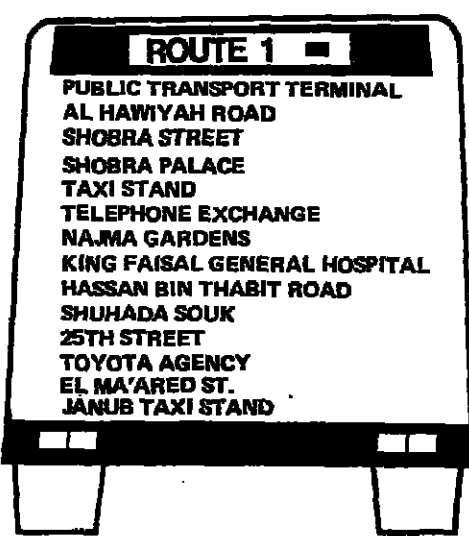 ROUTE 1
PUBLIC TRANSPORT TERMINAL
AL HAWIYAH ROAD
SHOBRA STREET
SHOBRA PALACE
TAXI STAND
TELEPHONE EXCHANGE
NAJMA GARDENS
KING FAISAL GENERAL HOSPITAL
HASSAN BIN THABIT ROAD
SHUHADA SOUK
25TH STREET
TOYOTA AGENCY
EL MA'ARED ST.
JANUB TAXI STAND